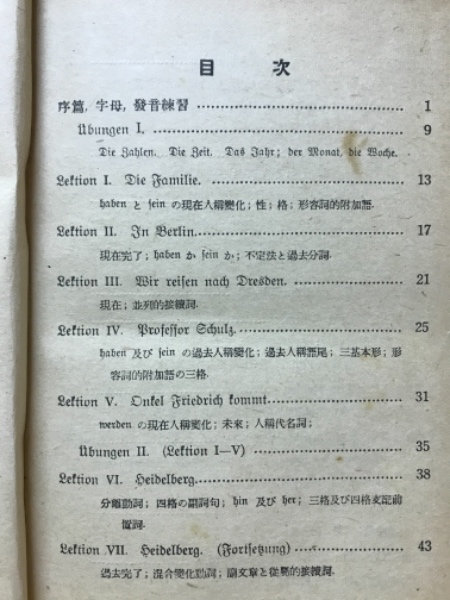 目次
序篇, 字母, 發音練習 ........ 1
Übungen I. ........ 9
Die Zahlen. Die Zeit. Das Jahr; der Monat, die Woche.
Lektion I. Die Familie. ........ 13
haben と sein の現在人稱變化; 性; 格; 形容詞的附加語.
Lektion II. In Berlin. ........ 17
現在完了; haben か sein か; 不定法と過去分詞.
Lektion III. Wir reisen nach Dresden. ........ 21
現在; 並列的接續詞.
Lektion IV. Professor Schulz. ........ 25
haben 及び sein の過去人稱變化; 過去人稱語尾; 三基本形; 形
容詞的附加語の三格.
Lektion V. Onkel Friedrich kommt. ........ 31
werden の現在人稱變化; 未來; 人稱代名詞;
Übungen II. (Lektion I—V) ........ 35
Lektion VI. Heidelberg. ........ 38
分離動詞; 四格の副詞句; hin 及び her; 三格及び四格支配前
置詞.
Lektion VII. Heidelberg. (Fortsetzung) ........ 43
過去完了; 混合變化動詞; 副文章と從屬的接續詞.